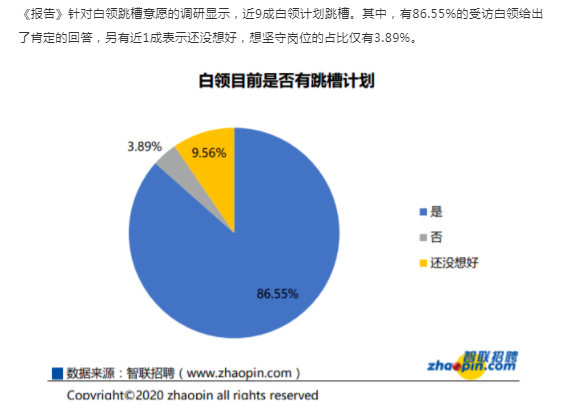 《报告》针对白领跳槽意愿的调研显示，近9成白领计划跳槽。其中，有86.55%的受访白领给出
了肯定的回答，另有近1成表示还没想好，想坚守岗位的占比仅有3.89%。
白领目前是否有跳槽计划
3.89%
9.56%
是
否
还没想好
86.55%
智联招聘
zhaopin.com
数据来源：智联招聘（www.zhaopin.com）
Copyright©2020 zhaopin all rights reserved